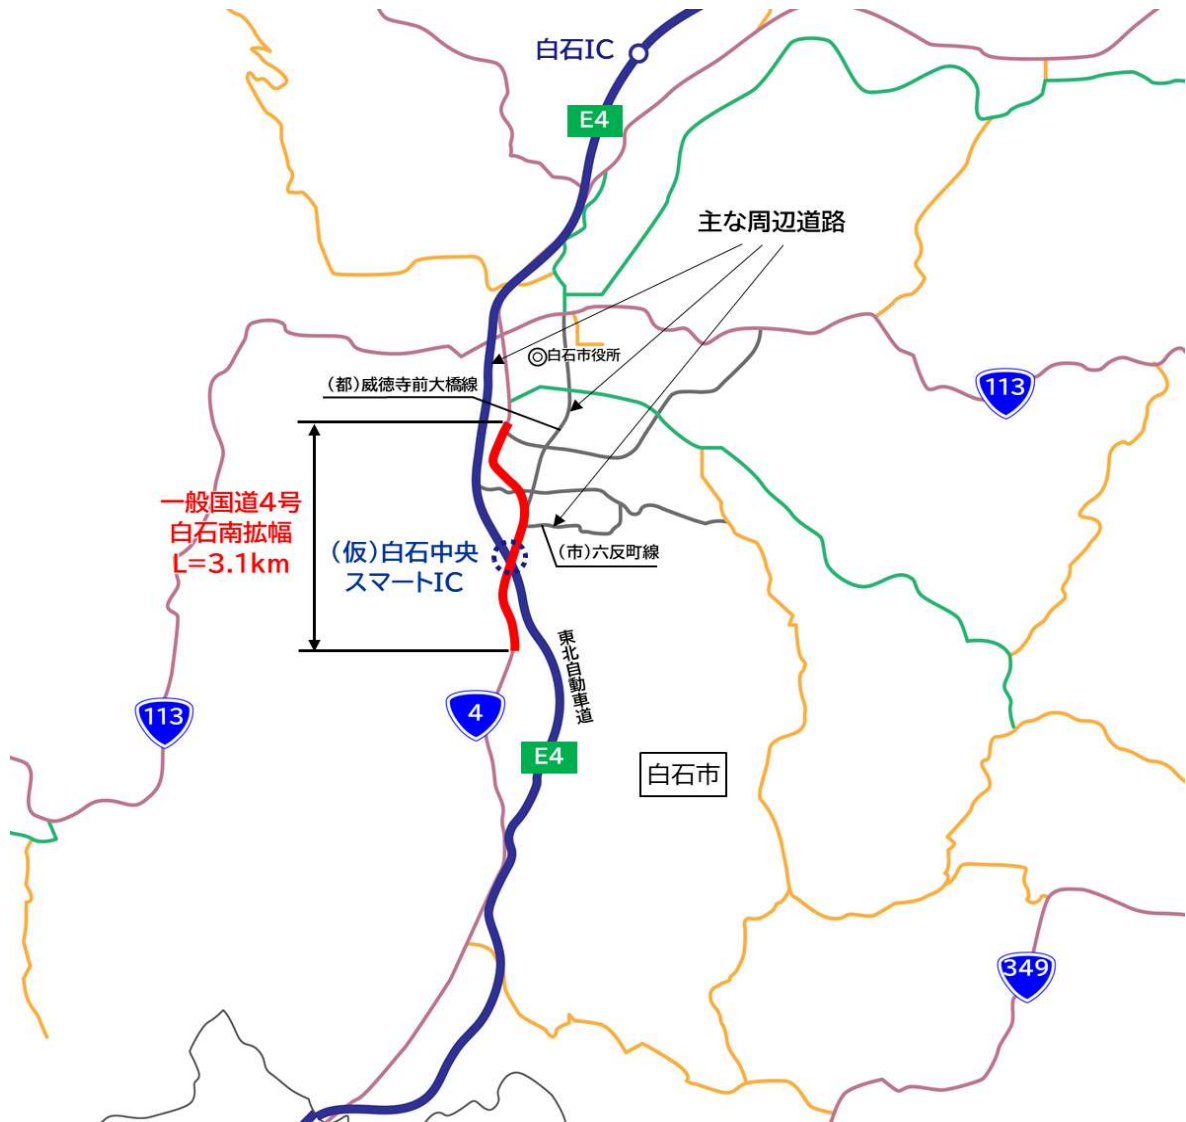 白石IC
E4
主な周辺道路
白石市役所
(都)威徳寺前大橋線
113
一般国道4号
白石南拡幅
L=3.1km
(仮)白石中央
スマートIC
(市)六反町線
東北自動車道
113
4
E4
白石市
349